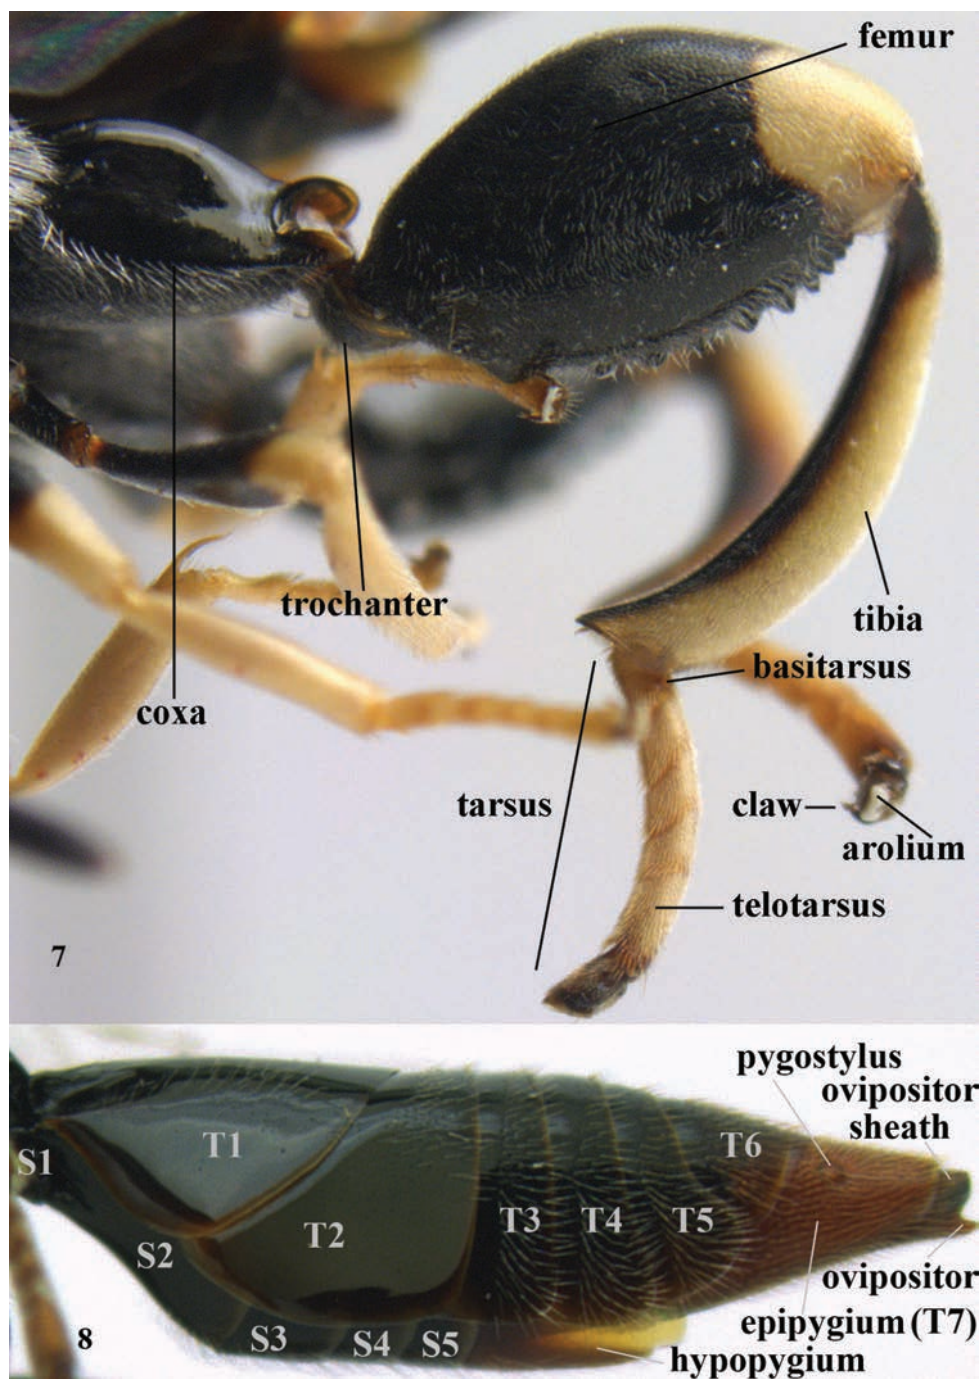 femur
trochanter
tibia
basitarsus
coxa
tarsus
claw
arolium
telotarsus
7
pygostylus
ovipositor
sheath
T6
T1
S1
T3 T4 T5
T2
S2
ovipositor
epipygium (T7)
S3
S4 S5
hypopygium
8